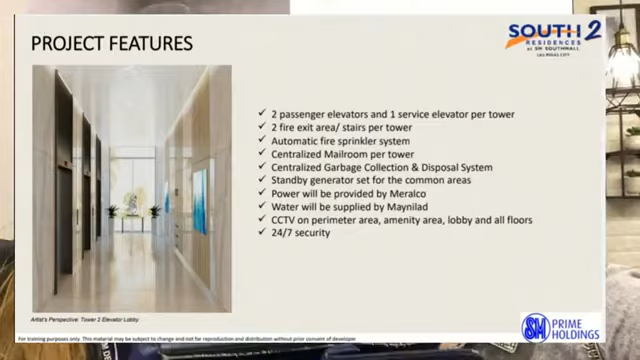 PROJECT FEATURES
SOUTH 2
RESIDENCES
AT SM SOUTHMALL
LAS PIÑAS CITY
✓ 2 passenger elevators and 1 service elevator per tower
✓ 2 fire exit area/ stairs per tower
✓ Automatic fire sprinkler system
✓ Centralized Mailroom per tower
✓ Centralized Garbage Collection & Disposal System
✓ Standby generator set for the common areas
✓ Power will be provided by Meralco
✓ Water will be supplied by Maynilad
✓ CCTV on perimeter area, amenity area, lobby and all floors
✓ 24/7 security
Artist's Perspective: Tower 2 Elevator Lobby
SM PRIME
HOLDINGS
For training purposes only. This material may be subject to change and not for reproduction and distribution without prior consent of developer